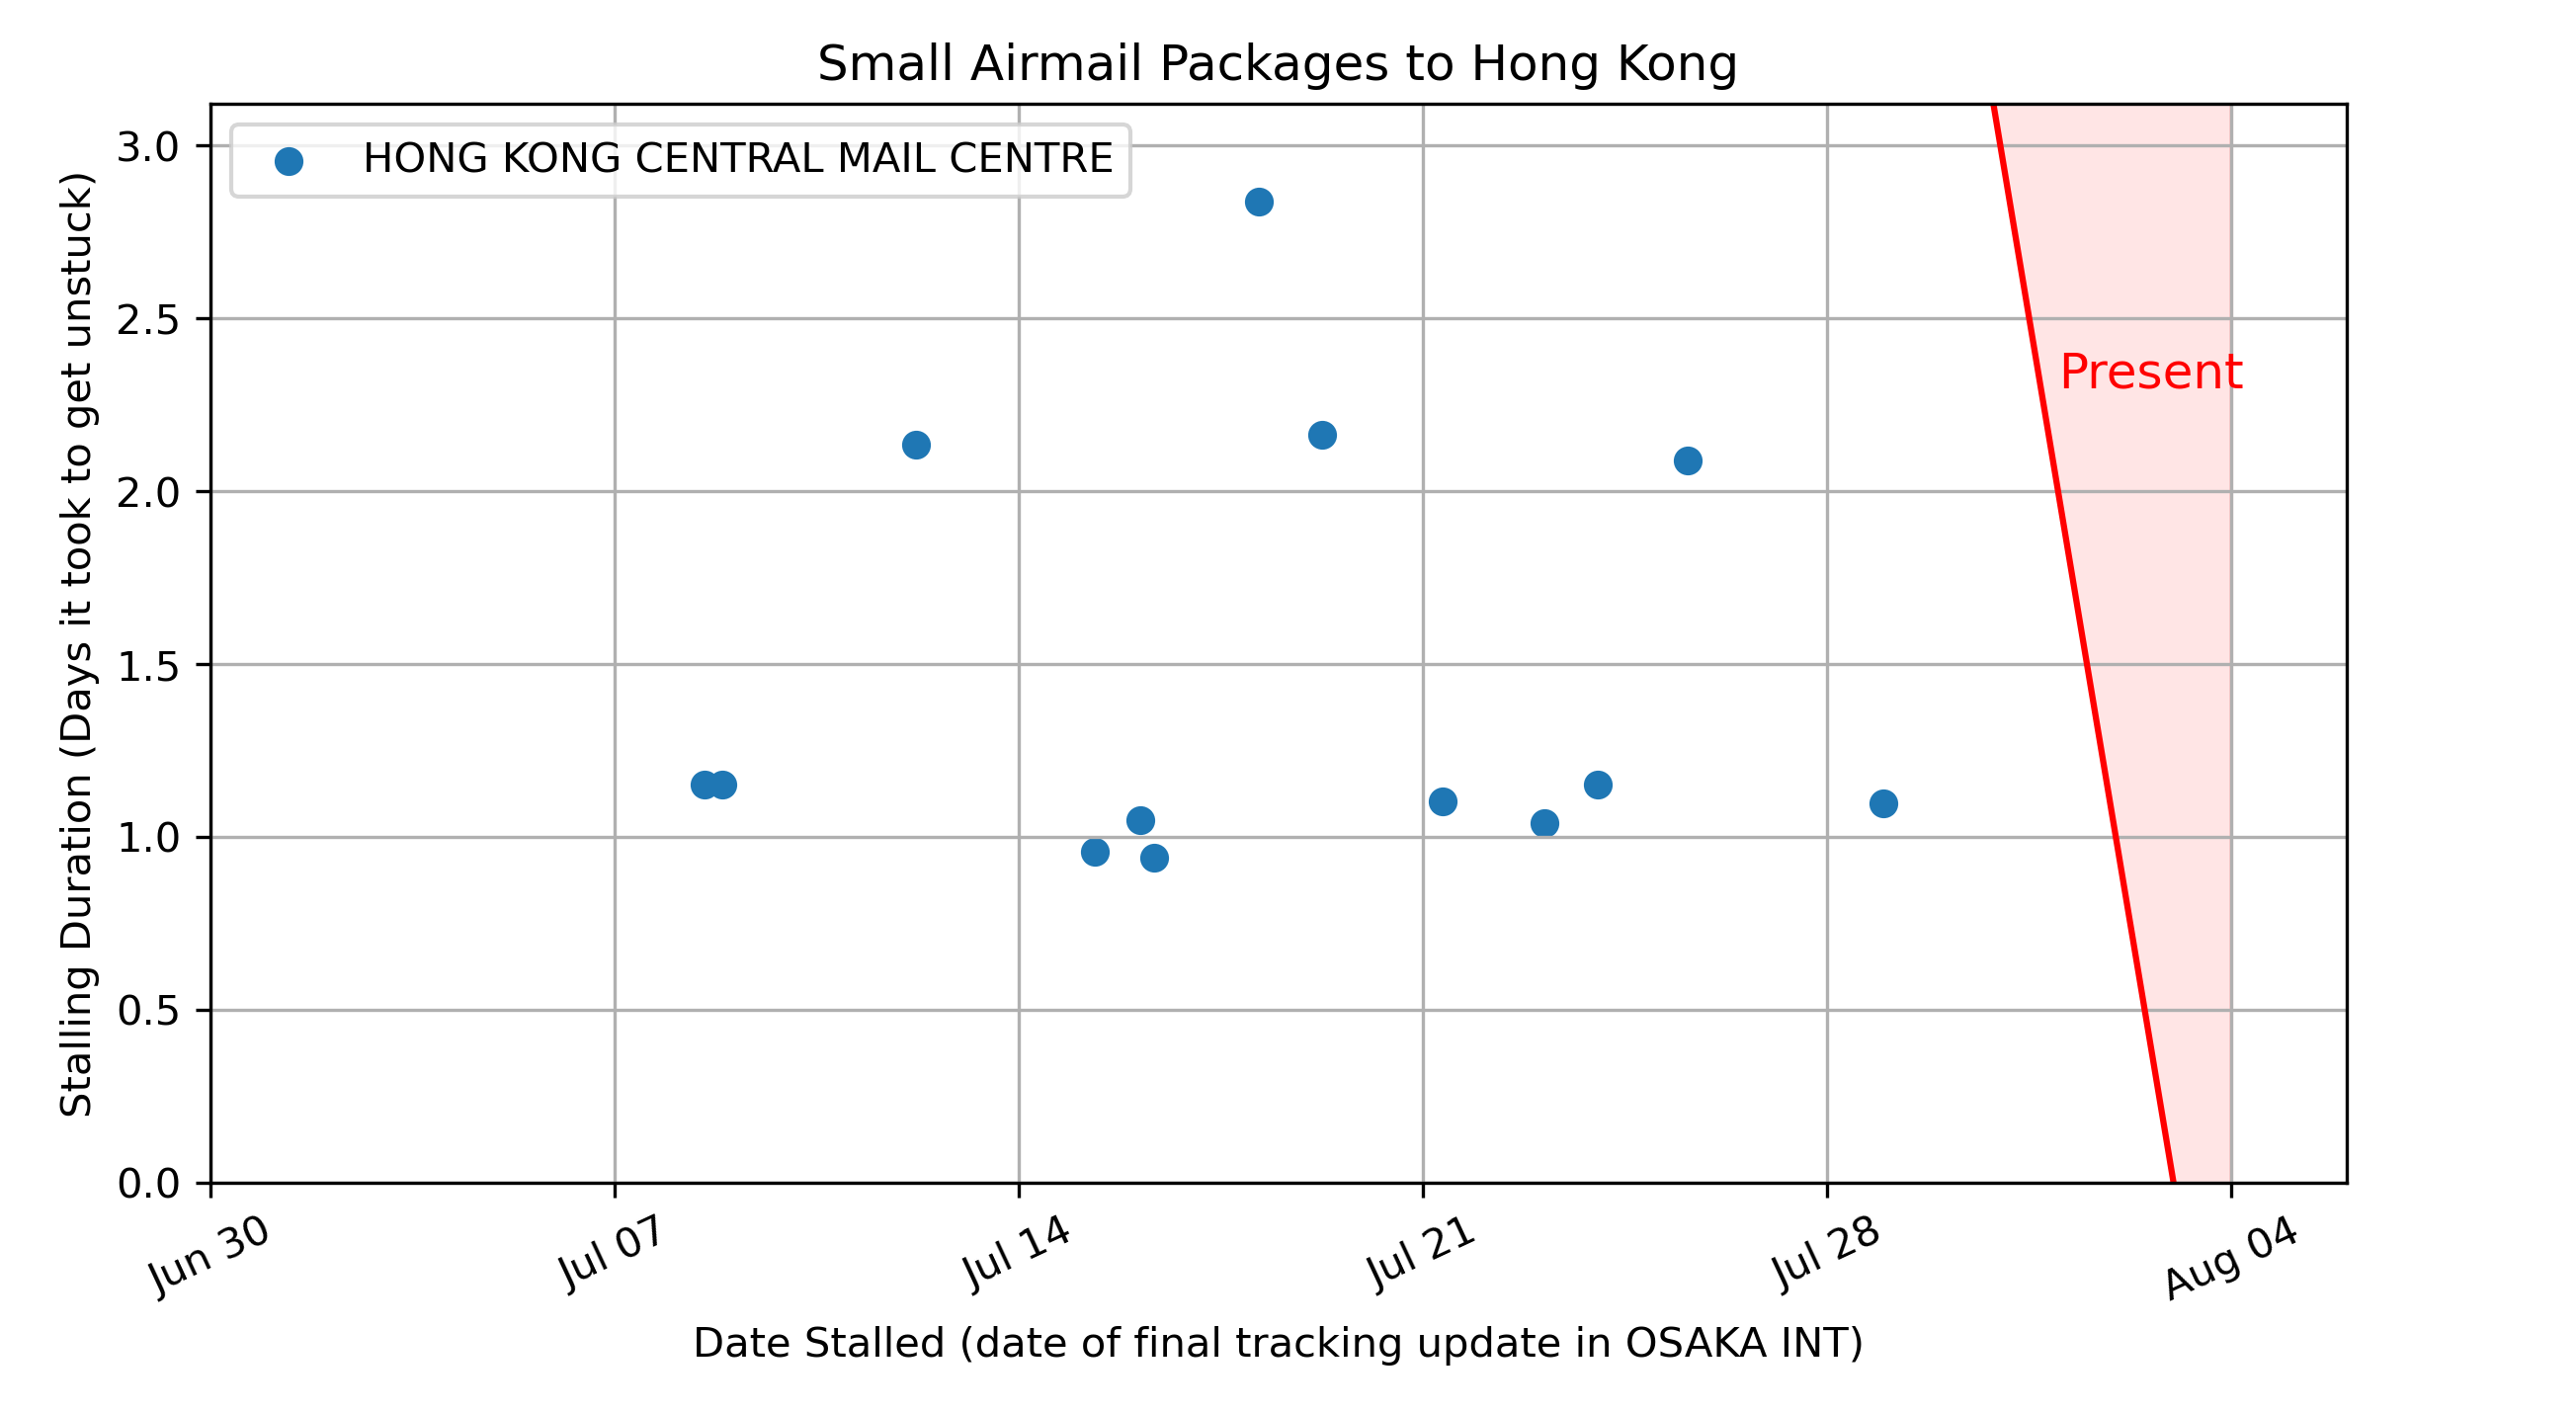 Small Airmail Packages to Hong Kong
HONG KONG CENTRAL MAIL CENTRE
Present
Stalling Duration (Days it took to get unstuck)
3.0
2.5
2.0
1.5
1.0
0.5
0.0
Jun 30
Jul 07
Jul 14
Jul 21
Jul 28
Aug 04
Date Stalled (date of final tracking update in OSAKA INT)